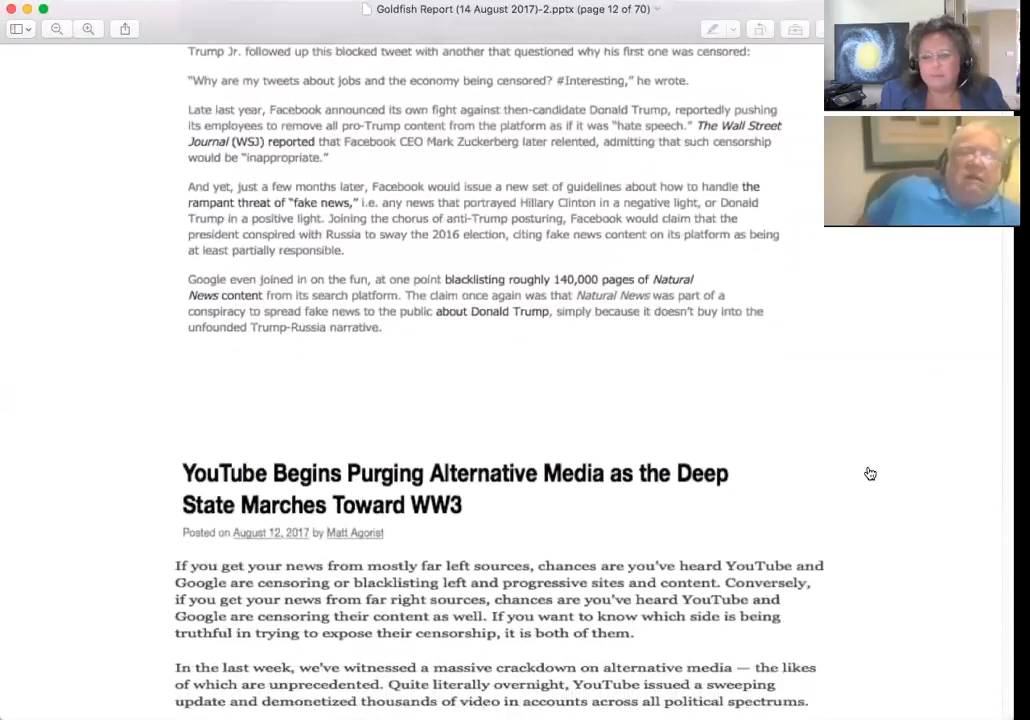 Goldfish Report (14 August 2017)-2.pptx (page 12 of 70)
Trump Jr. followed up this blocked tweet with another that questioned why his first one was censored:
"Why are my tweets about jobs and the economy being censored? #Interesting," he wrote.
Late last year, Facebook announced its own fight against then-candidate Donald Trump, reportedly pushing
its employees to remove all pro-Trump content from the platform as if it was "hate speech." The Wall Street
Journal (WSJ) reported that Facebook CEO Mark Zuckerberg later relented, admitting that such censorship
would be "inappropriate."
And yet, just a few months later, Facebook would issue a new set of guidelines about how to handle the
rampant threat of "fake news," i.e. any news that portrayed Hillary Clinton in a negative light, or Donald
Trump in a positive light. Joining the chorus of anti-Trump posturing, Facebook would claim that the
president conspired with Russia to sway the 2016 election, citing fake news content on its platform as being
at least partially responsible.
Google even joined in on the fun, at one point blacklisting roughly 140,000 pages of Natural
News content from its search platform. The claim once again was that Natural News was part of a
conspiracy to spread fake news to the public about Donald Trump, simply because it doesn't buy into the
unfounded Trump-Russia narrative.
YouTube Begins Purging Alternative Media as the Deep
State Marches Toward WW3
Posted on August 12, 2017 by Matt Agorist
If you get your news from mostly far left sources, chances are you've heard YouTube and
Google are censoring or blacklisting left and progressive sites and content. Conversely,
if you get your news from far right sources, chances are you've heard YouTube and
Google are censoring their content as well. If you want to know which side is being
truthful in trying to expose their censorship, it is both of them.
In the last week, we've witnessed a massive crackdown on alternative media — the likes
of which are unprecedented. Quite literally overnight, YouTube issued a sweeping
update and demonetized thousands of video in accounts across all political spectrums.